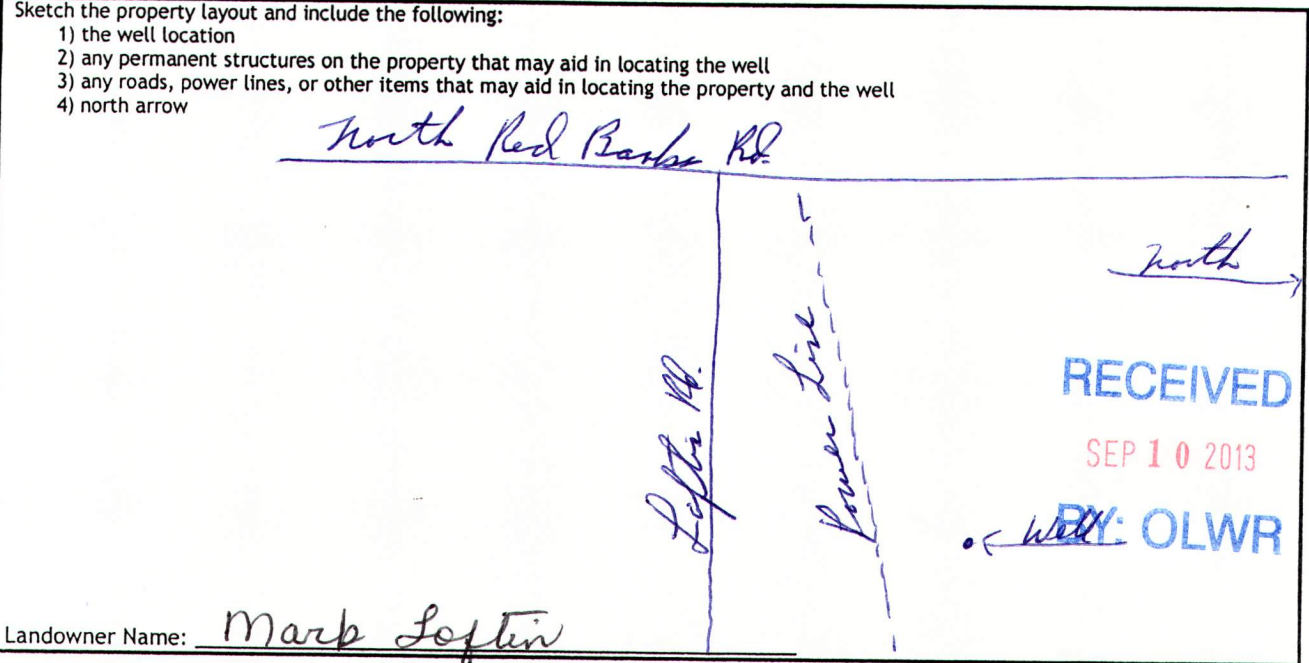 Sketch the property layout and include the following:
1) the well location
2) any permanent structures on the property that may aid in locating the well
3) any roads, power lines, or other items that may aid in locating the property and the well
4) north arrow
North Red Banks Rd.
North
Loftin Rd.
Power Line
RECEIVED
SEP 10 2013
Well
BY: OLWR
Landowner Name: Mark Loftin